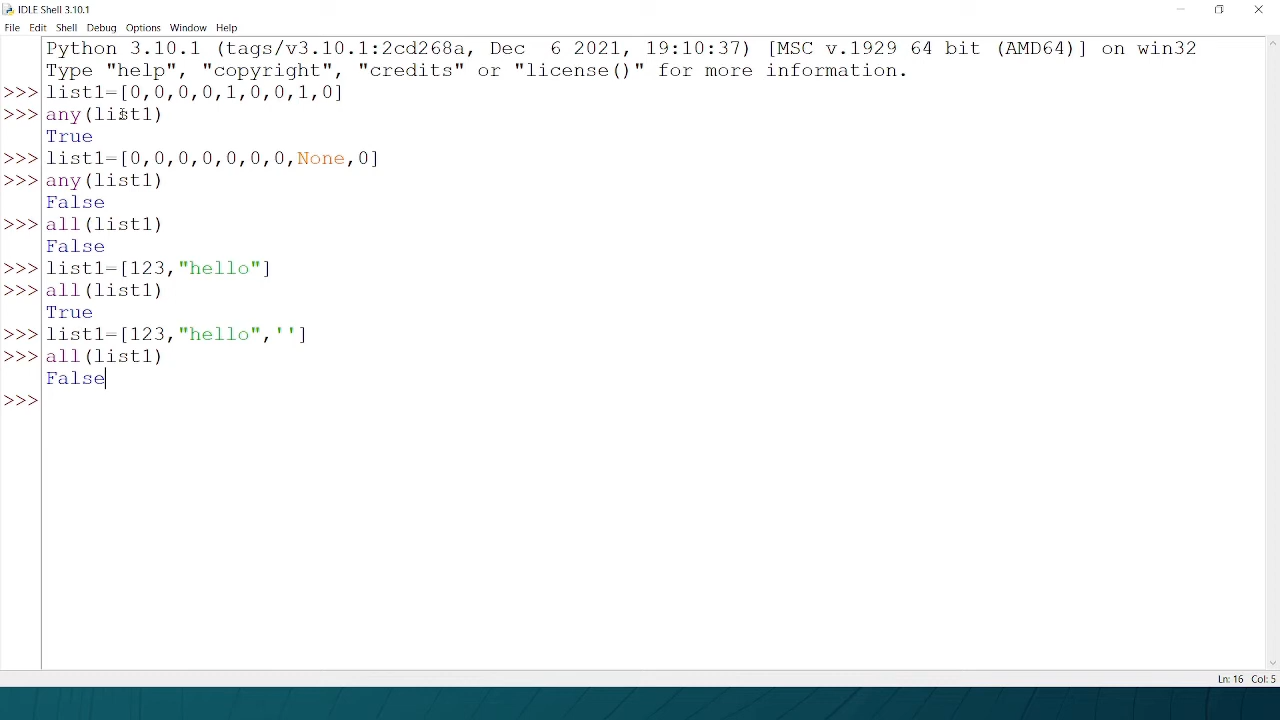 IDLE Shell 3.10.1
File Edit Shell Debug Options Window Help
Python 3.10.1 (tags/v3.10.1:2cd268a, Dec  6 2021, 19:10:37) [MSC v.1929 64 bit (AMD64)] on win32
Type "help", "copyright", "credits" or "license()" for more information.
>>> list1=[0,0,0,0,1,0,0,1,0]
>>> any(list1)
True
>>> list1=[0,0,0,0,0,0,0,None,0]
>>> any(list1)
False
>>> all(list1)
False
>>> list1=[123,"hello"]
>>> all(list1)
True
>>> list1=[123,"hello",'']
>>> all(list1)
False
>>>
Ln: 16 Col: 5